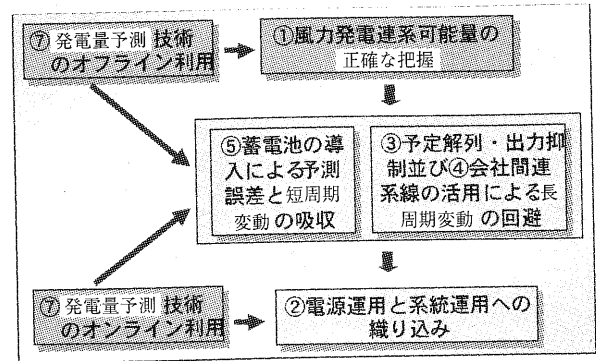 ⑦発電量予測技術
のオフライン利用
①風力発電連系可能量の
正確な把握
⑤蓄電池の導
入による予測
誤差と短周期
変動の吸収
③予定解列・出力抑
制並び④会社間連
系線の活用による長
周期変動の回避
⑦発電量予測技術
のオンライン利用
②電源運用と系統運用への
織り込み